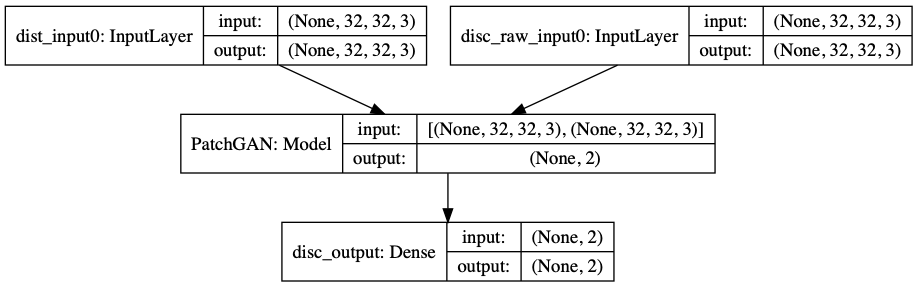 dist_input0: InputLayer
input:
(None, 32, 32, 3)
output:
(None, 32, 32, 3)
disc_raw_input0: InputLayer
input:
(None, 32, 32, 3)
output:
(None, 32, 32, 3)
PatchGAN: Model
input:
[(None, 32, 32, 3), (None, 32, 32, 3)]
output:
(None, 2)
disc_output: Dense
input:
(None, 2)
output:
(None, 2)